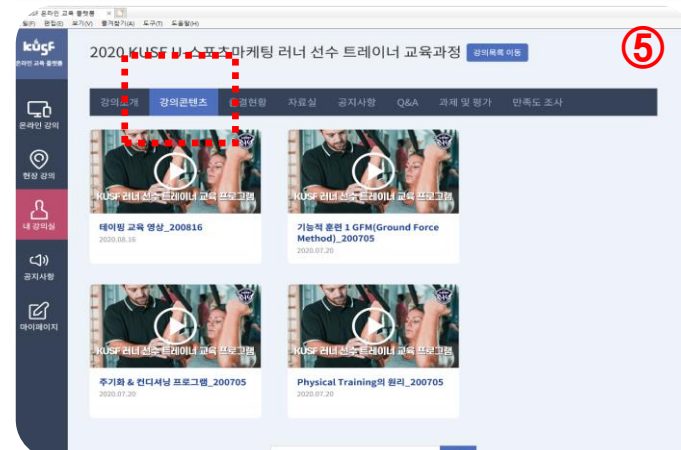 온라인 교육 플랫폼
편집(E) 보기(V) 즐겨찾기(A) 도구(T) 도움말(H)
kusf
온라인 교육 플랫폼
2020 KUSF U-스포츠마케팅 러너 선수 트레이너 교육과정 강의목록 이동
⑤
강의소개 강의콘텐츠 출결현황 자료실 공지사항 Q&A 과제 및 평가 만족도 조사
온라인 강의
현장 강의
내 강의실
공지사항
마이페이지
KUSF 러너 선수 트레이너 교육 프로그램
테이핑 교육 영상_200816
2020.08.16
KUSF 러너 선수 트레이너 교육 프로그램
기능적 훈련 1 GFM(Ground Force
Method)_200705
2020.07.20
KUSF 러너 선수 트레이너 교육 프로그램
주기화 & 컨디셔닝 프로그램_200705
2020.07.20
KUSF 러너 선수 트레이너 교육 프로그램
Physical Training의 원리_200705
2020.07.20